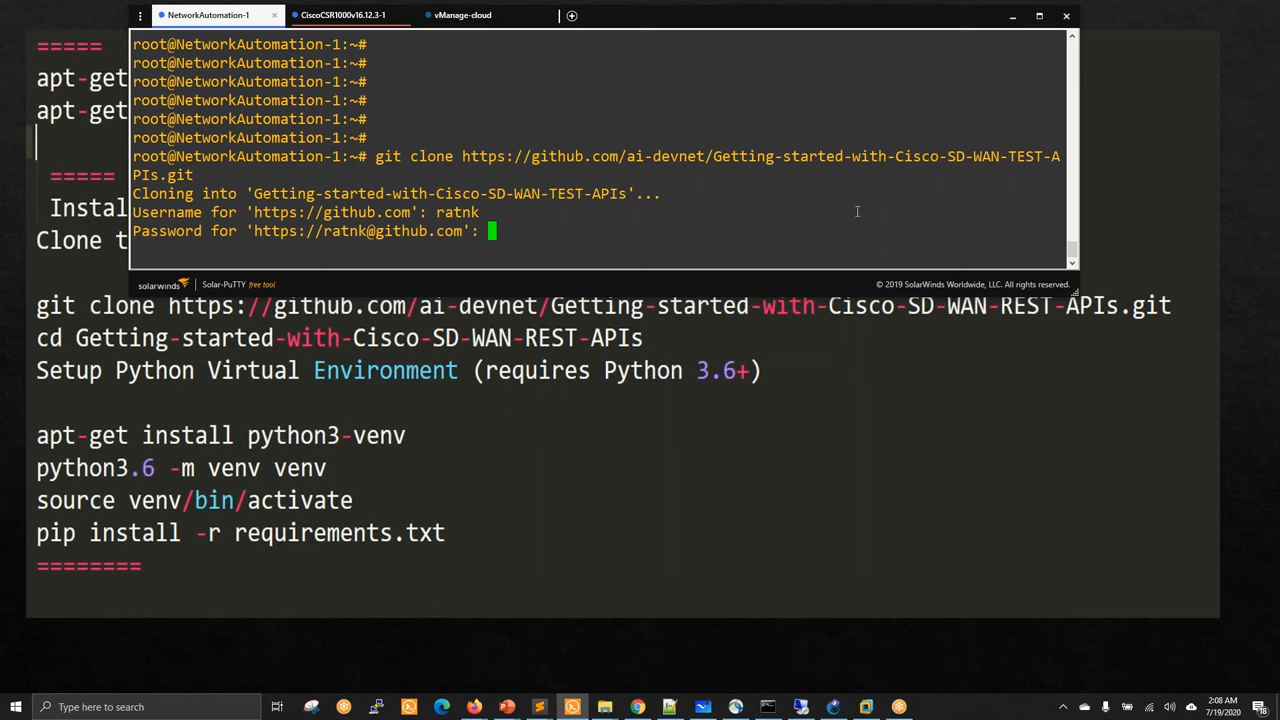 NetworkAutomation-1 ×
CiscoCSR1000v16.12.3-1
vManage-cloud
=====
apt-get
apt-get
root@NetworkAutomation-1:~#
root@NetworkAutomation-1:~#
root@NetworkAutomation-1:~#
root@NetworkAutomation-1:~#
root@NetworkAutomation-1:~#
root@NetworkAutomation-1:~#
root@NetworkAutomation-1:~# git clone https://github.com/ai-devnet/Getting-started-with-Cisco-SD-WAN-TEST-A
PIs.git
Cloning into 'Getting-started-with-Cisco-SD-WAN-TEST-APIs'...
Username for 'https://github.com': ratnk
Password for 'https://ratnk@github.com':
solarwinds Solar-PuTTY free tool
© 2019 SolarWinds Worldwide, LLC. All rights reserved.
=====
Instal
Clone t
git clone https://github.com/ai-devnet/Getting-started-with-Cisco-SD-WAN-REST-APIs.git
cd Getting-started-with-Cisco-SD-WAN-REST-APIs
Setup Python Virtual Environment (requires Python 3.6+)
apt-get install python3-venv
python3.6 -m venv venv
source venv/bin/activate
pip install -r requirements.txt
========
Type here to search
2:08 AM
7/19/2020
18